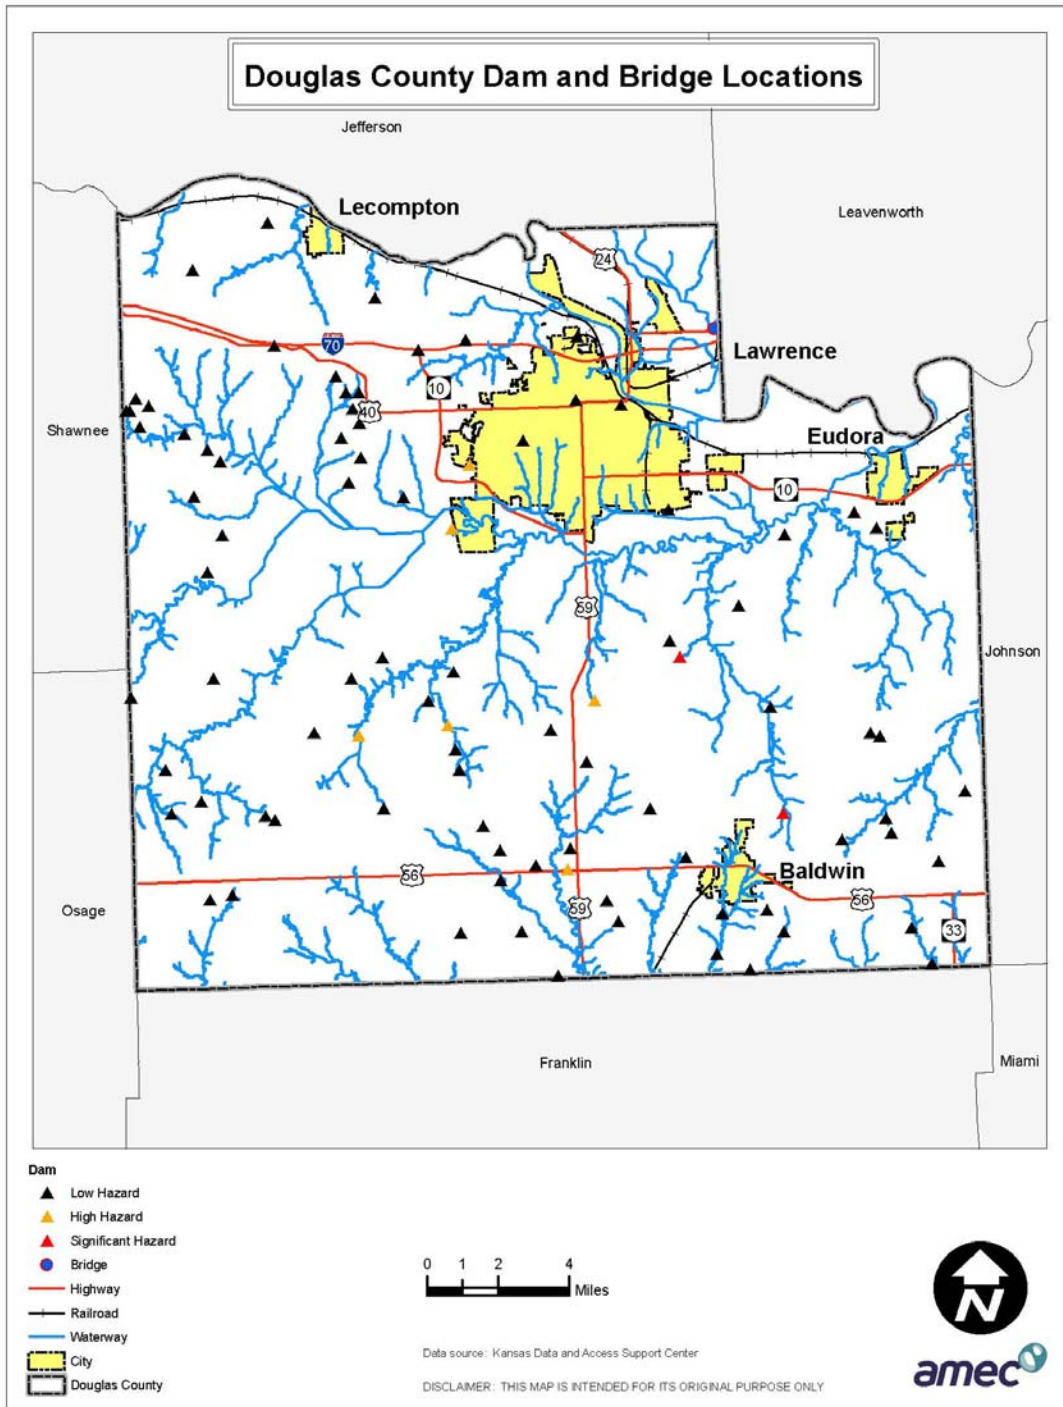 Douglas County Dam and Bridge Locations
Jefferson
Lecompton
Leavenworth
24
70
Lawrence
10
40
Shawnee
Eudora
10
59
Johnson
Baldwin
56
56
Osage
59
33
Franklin
Miami
Dam
Low Hazard
High Hazard
Significant Hazard
Bridge
Highway
Railroad
Waterway
City
Douglas County
0 1 2 4
Miles
N
amec
Data source: Kansas Data and Access Support Center
DISCLAIMER: THIS MAP IS INTENDED FOR ITS ORIGINAL PURPOSE ONLY